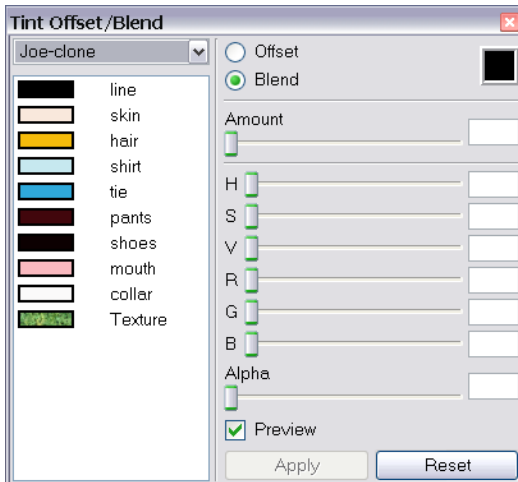 Tint Offset/Blend
Joe-clone
line
skin
hair
shirt
tie
pants
shoes
mouth
collar
Texture
Offset
Blend
Amount
H
S
V
R
G
B
Alpha
Preview
Apply
Reset